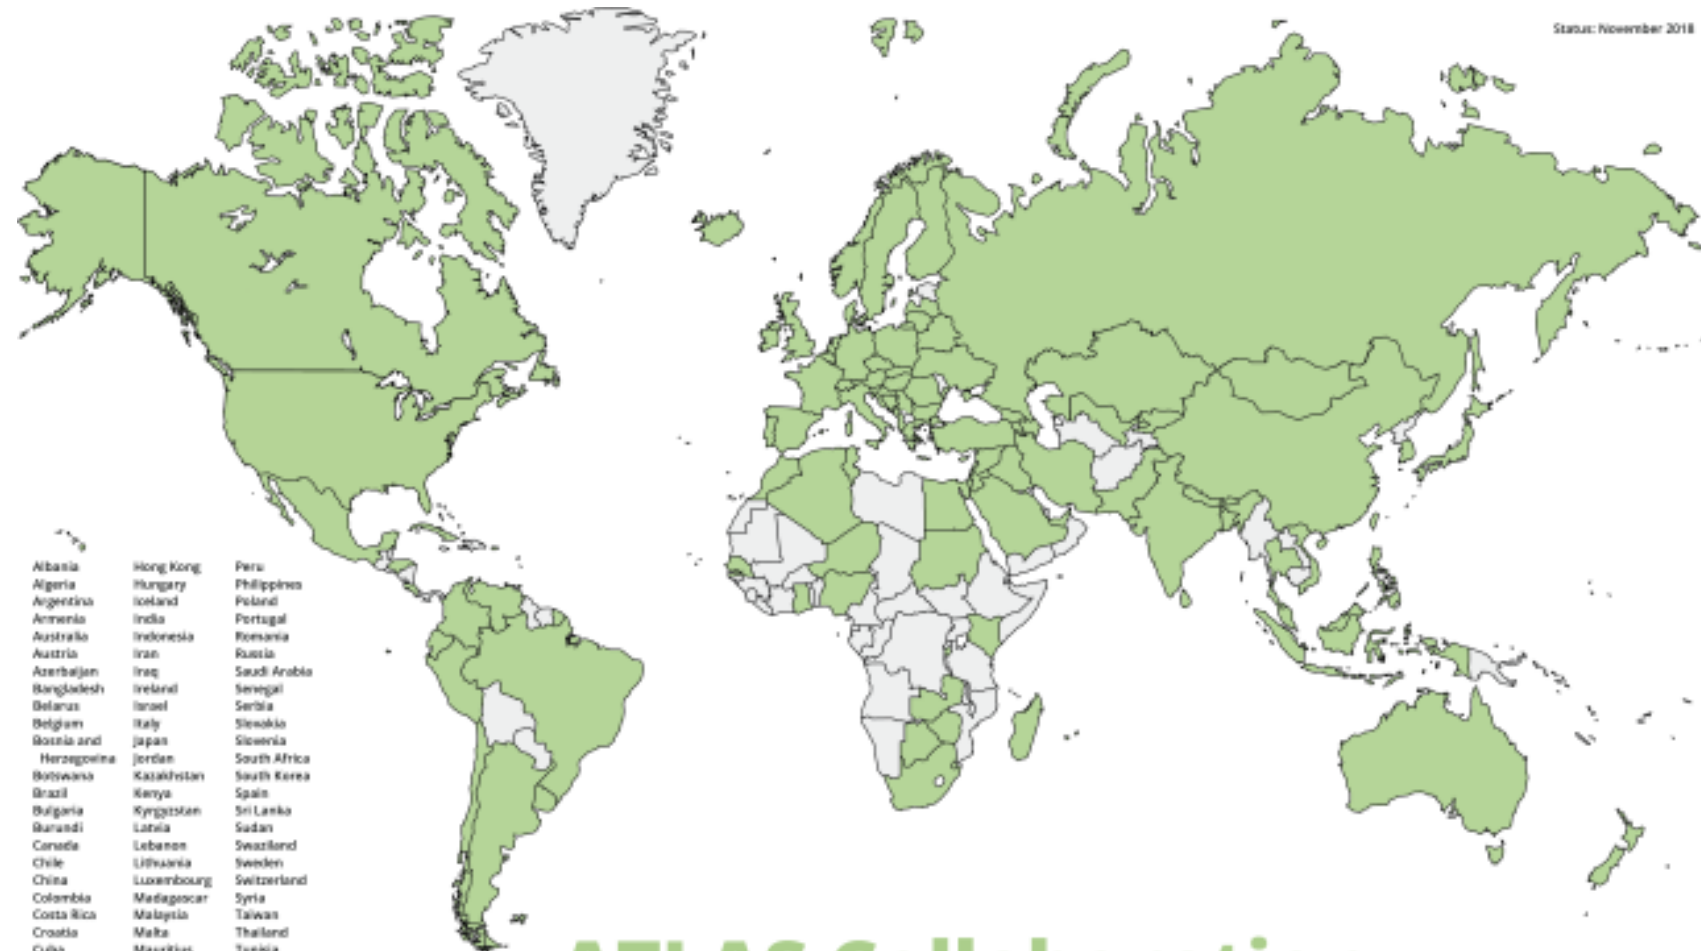 Status: November 2018
Albania
Algeria
Argentina
Armenia
Australia
Austria
Azerbaijan
Bangladesh
Belarus
Belgium
Bosnia and
Herzegovina
Botswana
Brazil
Bulgaria
Burundi
Canada
Chile
China
Colombia
Costa Rica
Croatia
Cuba
Hong Kong
Hungary
Iceland
India
Indonesia
Iran
Iraq
Ireland
Israel
Italy
Japan
Jordan
Kazakhstan
Kenya
Kyrgyzstan
Latvia
Lebanon
Lithuania
Luxembourg
Madagascar
Malaysia
Malta
Mauritius
Peru
Philippines
Poland
Portugal
Romania
Russia
Saudi Arabia
Senegal
Serbia
Slovakia
Slovenia
South Africa
South Korea
Spain
Sri Lanka
Sudan
Swaziland
Sweden
Switzerland
Syria
Taiwan
Thailand
Tunisia
ATLAS